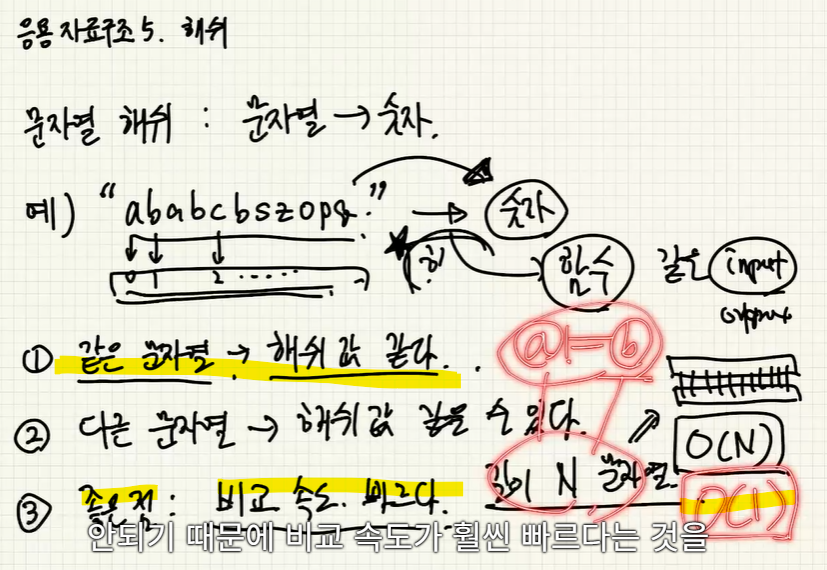 응용 자료구조 5. 해쉬
문자열 해쉬 : 문자열 → 숫자.
예) “ababcbszopq.” → 숫자
0 1 2 ......
함수 같은 input
output
① 같은 문자열 → 해쉬 값 같다.
a != b
② 다른 문자열 → 해쉬 값 같을 수 있다.
O(N)
③ 좋은 점 : 비교 속도. 빠르다. 길이 N 문자열.
O(1)
안되기 때문에 비교 속도가 훨씬 빠르다는 것을